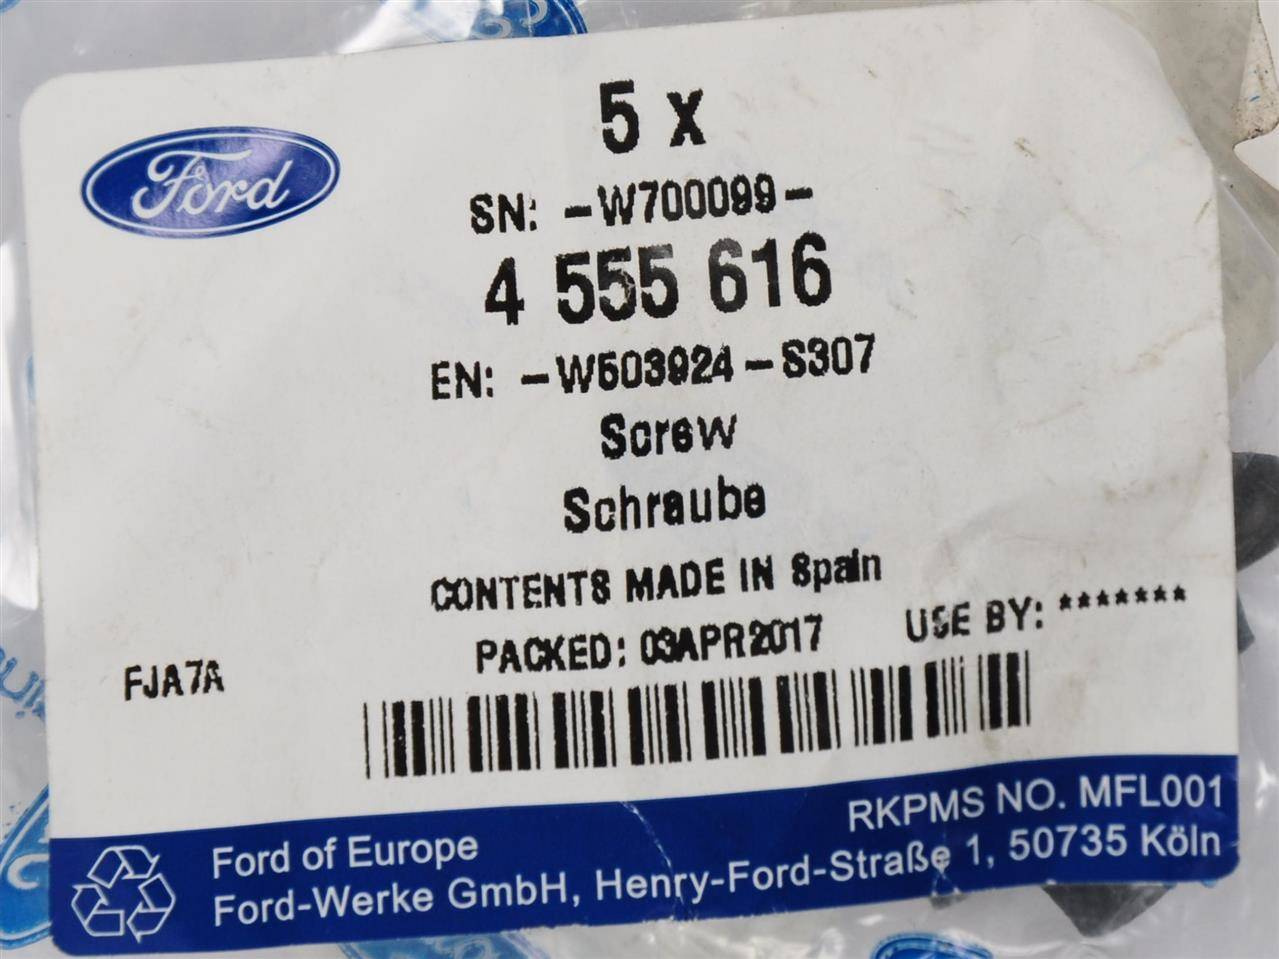 Ford
5 x
SN: -W700099-
4 555 616
EN: -W503924-S307
Screw
Schraube
CONTENTS MADE IN Spain
PACKED: 03APR2017 USE BY: *******
FJA7A
RKPMS NO. MFL001
Ford of Europe
Ford-Werke GmbH, Henry-Ford-Straße 1, 50735 Köln